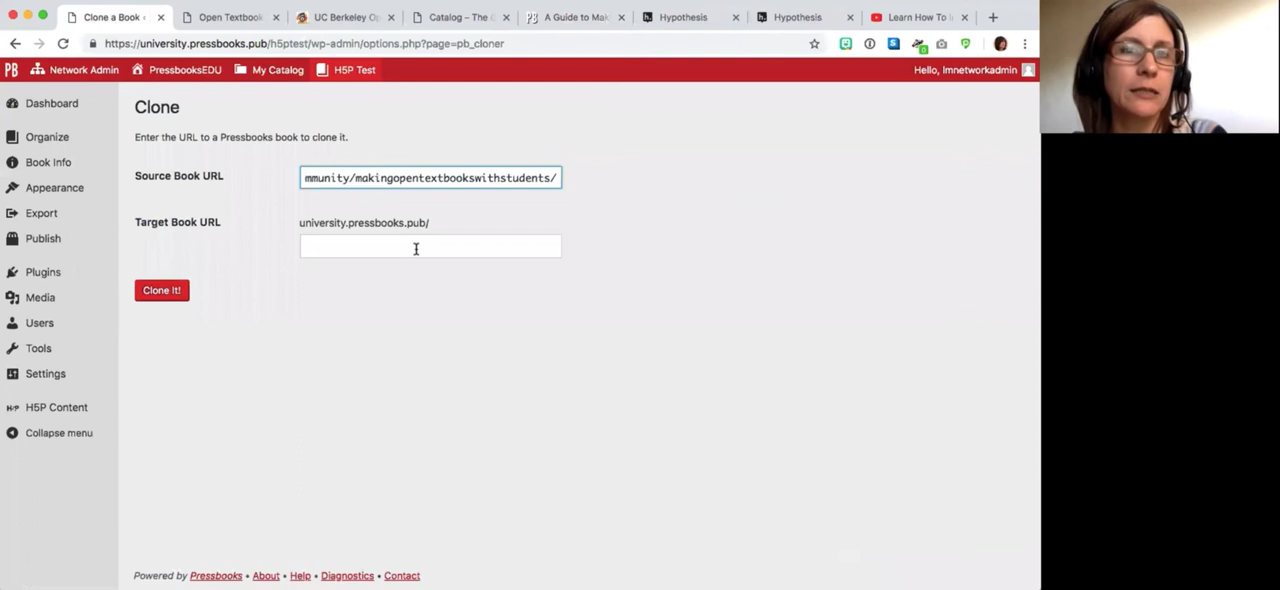 Clone a Book
Open Textbook
UC Berkeley Op
Catalog – The
A Guide to Mak
Hypothesis
Hypothesis
Learn How To
https://university.pressbooks.pub/h5ptest/wp-admin/options.php?page=pb_cloner
PB Network Admin PressbooksEDU My Catalog H5P Test Hello, lmnetworkadmin
Dashboard
Organize
Book Info
Appearance
Export
Publish
Plugins
Media
Users
Tools
Settings
H5P H5P Content
Collapse menu
Clone
Enter the URL to a Pressbooks book to clone it.
Source Book URL mmunity/makingopentextbookswithstudents/
Target Book URL university.pressbooks.pub/
Clone It!
Powered by Pressbooks • About • Help • Diagnostics • Contact